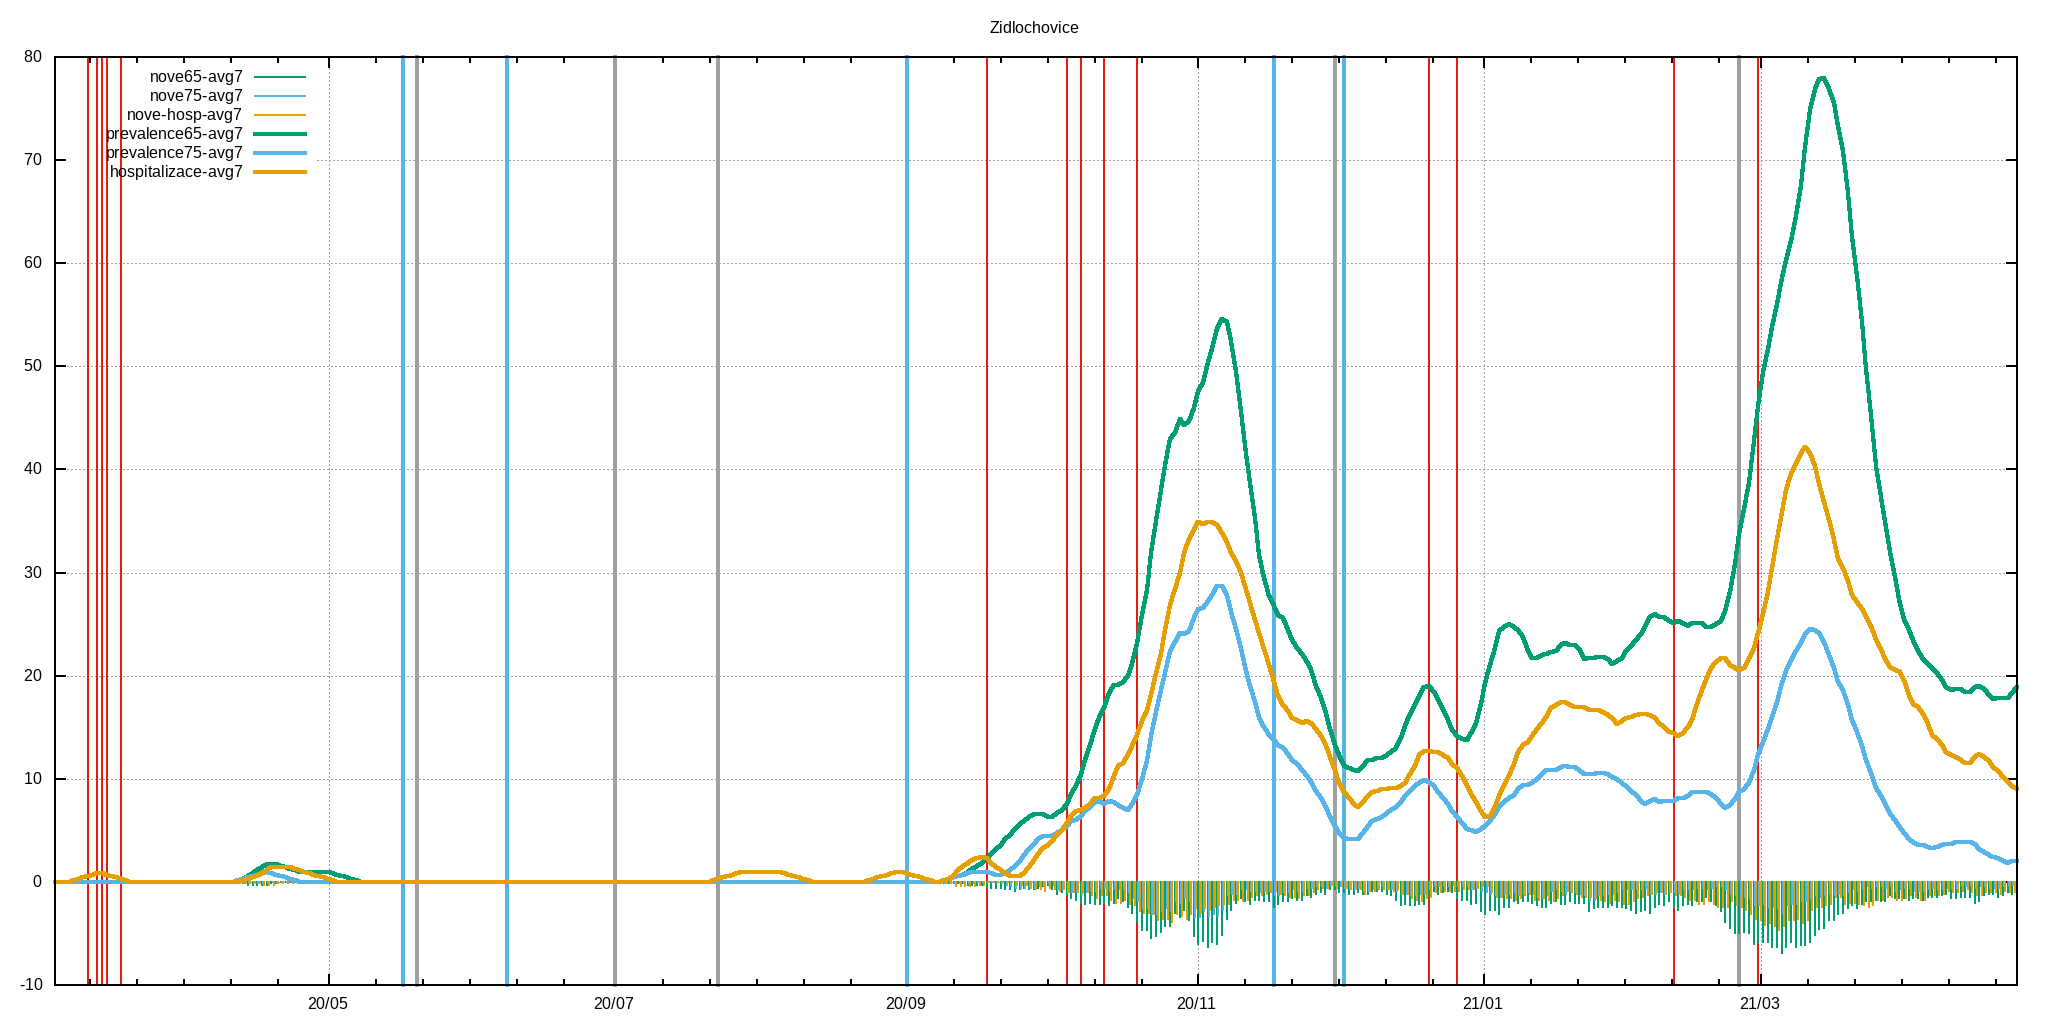 Zidlochovice
80
70
60
50
40
30
20
10
0
-10
nove65-avg7
nove75-avg7
nove-hosp-avg7
prevalence65-avg7
prevalence75-avg7
hospitalizace-avg7
20/05
20/07
20/09
20/11
21/01
21/03